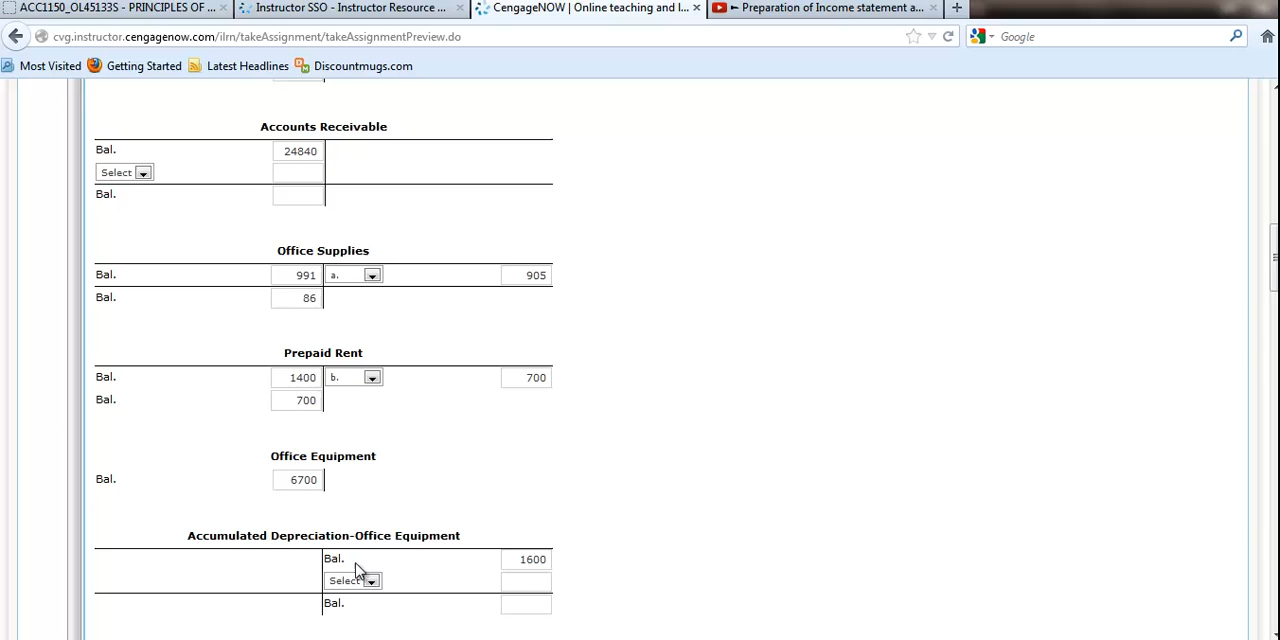 ACC1150_OL45133S - PRINCIPLES OF ... Instructor SSO - Instructor Resource ... CengageNOW | Online teaching and l... ► Preparation of Income statement a...
cvg.instructor.cengagenow.com/ilrn/takeAssignment/takeAssignmentPreview.do Google
Most Visited Getting Started Latest Headlines Discountmugs.com
Accounts Receivable
Bal. 24840
Select
Bal.
Office Supplies
Bal. 991 a. 905
Bal. 86
Prepaid Rent
Bal. 1400 b. 700
Bal. 700
Office Equipment
Bal. 6700
Accumulated Depreciation-Office Equipment
Bal. 1600
Select
Bal.